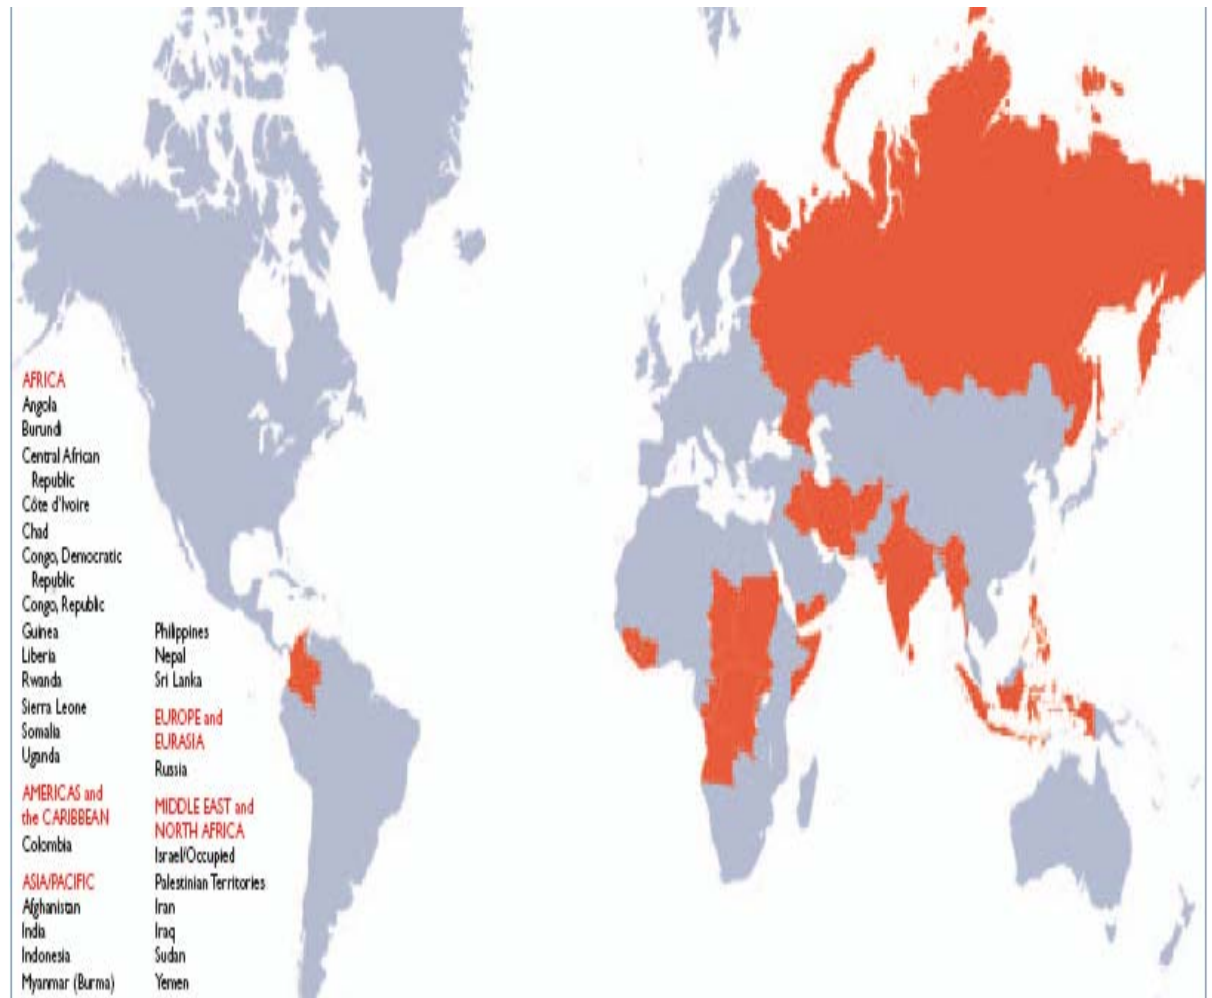 AFRICA
Angola
Burundi
Central African
Republic
Côte d'Ivoire
Chad
Congo, Democratic
Republic
Congo, Republic
Guinea
Liberia
Rwanda
Sierra Leone
Somalia
Uganda
AMERICAS and
the CARIBBEAN
Colombia
ASIA/PACIFIC
Afghanistan
India
Indonesia
Myanmar (Burma)
Philippines
Nepal
Sri Lanka
EUROPE and
EURASIA
Russia
MIDDLE EAST and
NORTH AFRICA
Israel/Occupied
Palestinian Territories
Iran
Iraq
Sudan
Yemen